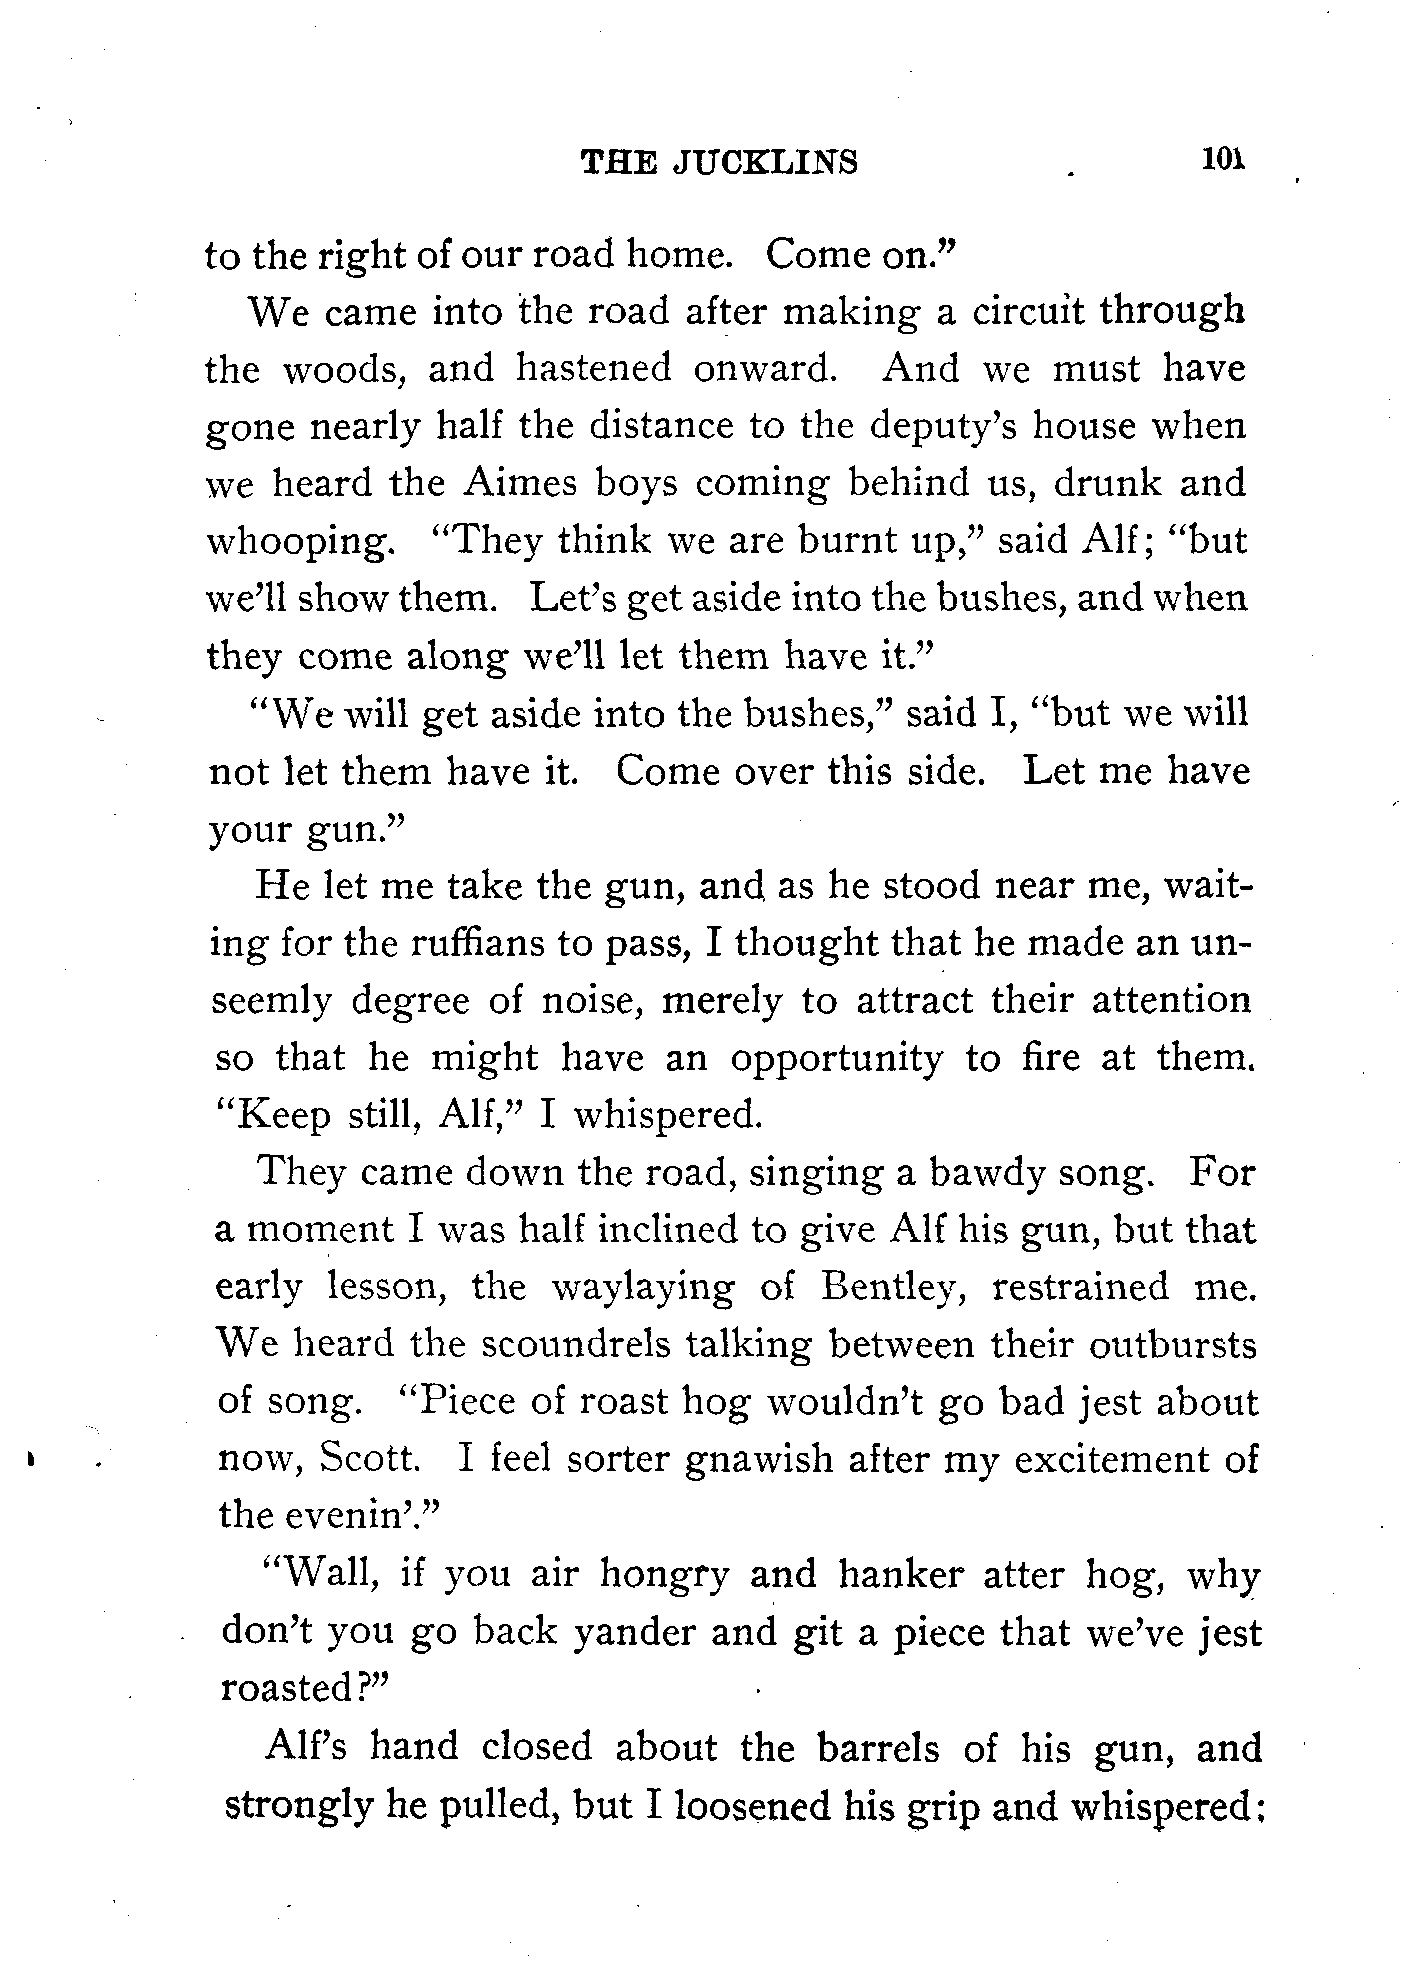 THE JUCKLINS 101
to the right of our road home. Come on."
We came into the road after making a circuit through
the woods, and hastened onward. And we must have
gone nearly half the distance to the deputy's house when
we heard the Aimes boys coming behind us, drunk and
whooping. "They think we are burnt up," said Alf; "but
we'll show them. Let's get aside into the bushes, and when
they come along we'll let them have it."
"We will get aside into the bushes," said I, "but we will
not let them have it. Come over this side. Let me have
your gun."
He let me take the gun, and as he stood near me, wait-
ing for the ruffians to pass, I thought that he made an un-
seemly degree of noise, merely to attract their attention
so that he might have an opportunity to fire at them.
"Keep still, Alf," I whispered.
They came down the road, singing a bawdy song. For
a moment I was half inclined to give Alf his gun, but that
early lesson, the waylaying of Bentley, restrained me.
We heard the scoundrels talking between their outbursts
of song. "Piece of roast hog wouldn't go bad jest about
now, Scott. I feel sorter gnawish after my excitement of
the evenin'."
"Wall, if you air hongry and hanker atter hog, why
don't you go back yander and git a piece that we've jest
roasted?"
Alf's hand closed about the barrels of his gun, and
strongly he pulled, but I loosened his grip and whispered: